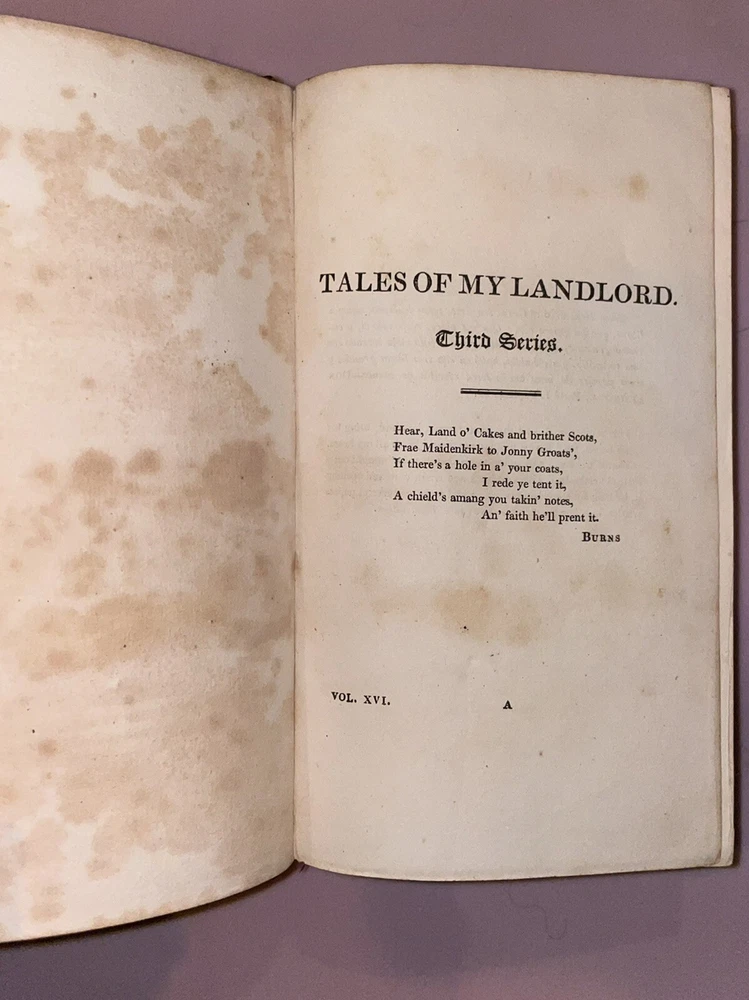 TALES OF MY LANDLORD.
Third Series.
Hear, Land o' Cakes and brither Scots,
Frae Maidenkirk to Jonny Groats',
If there's a hole in a' your coats,
I rede ye tent it,
A chield's amang you takin' notes,
An' faith he'll prent it.
BURNS
VOL. XVI.
A